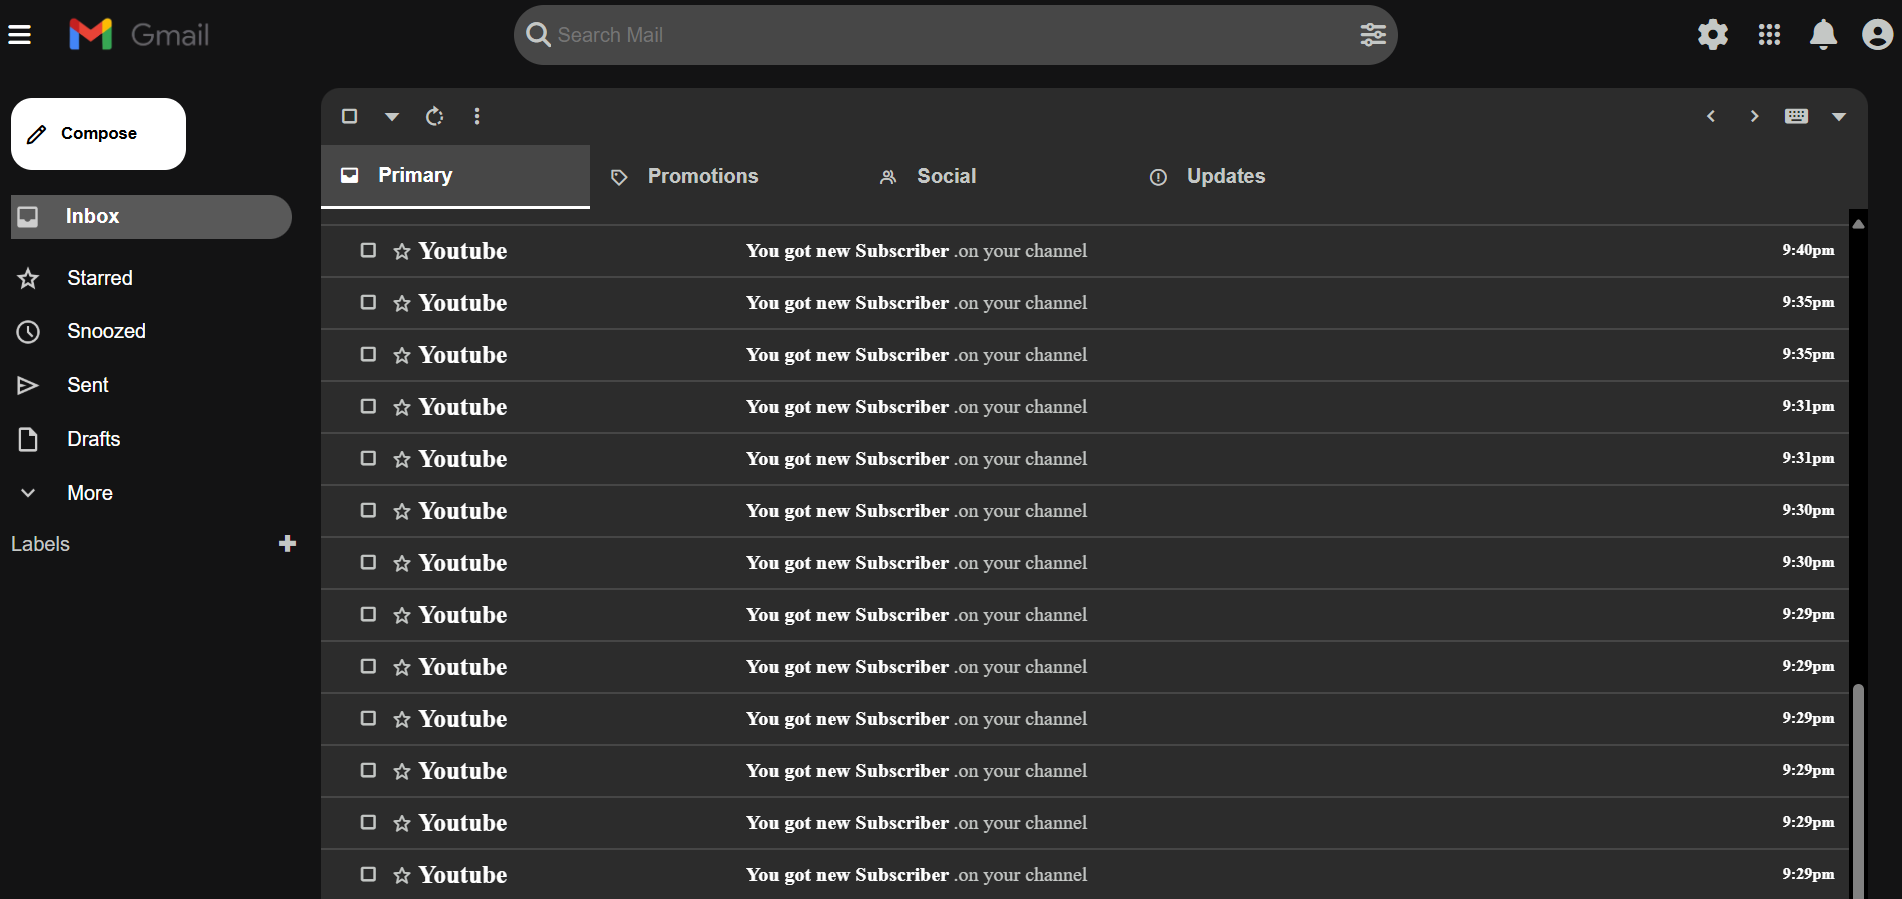 Gmail
Search Mail
Compose
Inbox
Starred
Snoozed
Sent
Drafts
More
Labels
Primary Promotions Social Updates
Youtube You got new Subscriber .on your channel 9:40pm
Youtube You got new Subscriber .on your channel 9:35pm
Youtube You got new Subscriber .on your channel 9:35pm
Youtube You got new Subscriber .on your channel 9:31pm
Youtube You got new Subscriber .on your channel 9:31pm
Youtube You got new Subscriber .on your channel 9:30pm
Youtube You got new Subscriber .on your channel 9:30pm
Youtube You got new Subscriber .on your channel 9:29pm
Youtube You got new Subscriber .on your channel 9:29pm
Youtube You got new Subscriber .on your channel 9:29pm
Youtube You got new Subscriber .on your channel 9:29pm
Youtube You got new Subscriber .on your channel 9:29pm
Youtube You got new Subscriber .on your channel 9:29pm